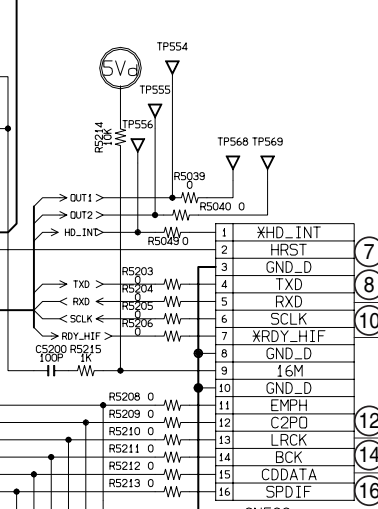 TP554
5Vd
TP555
R5214
10K
TP556
TP568 TP569
R5039
0
OUT1
R5040 0
OUT2
HD_INT
R5049 0
1 XHD_INT
2 HRST
7
3 GND_D
R5203
0
TXD
4 TXD
8
R5204
0
RXD
5 RXD
R5205
0
SCLK
6 SCLK
10
R5206
0
RDY_HIF
7 XRDY_HIF
8 GND_D
C5200 R5215
100P 1K
9 16M
10 GND_D
R5208 0
11 EMPH
R5209 0
12 C2PO
12
R5210 0
13 LRCK
R5211 0
14 BCK
14
R5212 0
15 CDDATA
R5213 0
16 SPDIF
16